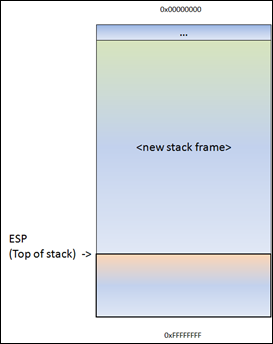 0x00000000
...
<new stack frame>
ESP
(Top of stack) ->
0xFFFFFFFF